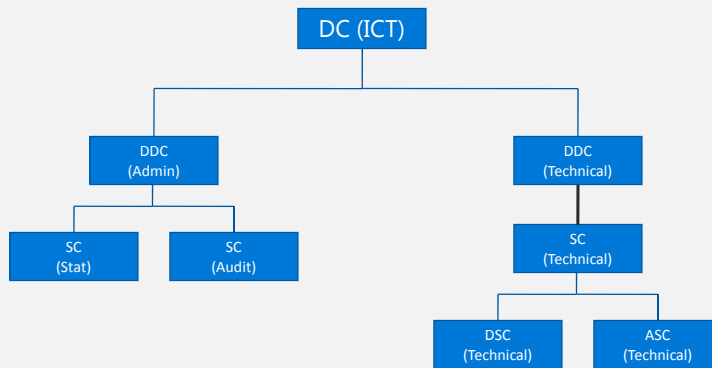 DC (ICT)
DDC
(Admin)
DDC
(Technical)
SC
(Stat)
SC
(Audit)
SC
(Technical)
DSC
(Technical)
ASC
(Technical)